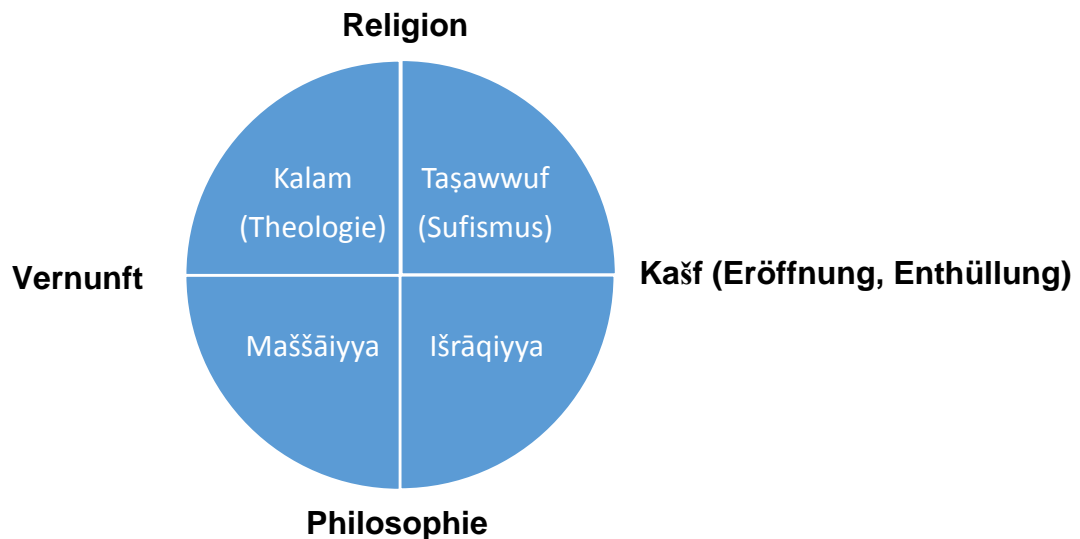 Religion
Kalam
(Theologie)
Taṣawwuf
(Sufismus)
Vernunft
Kašf (Eröffnung, Enthüllung)
Maššāiyya
Išrāqiyya
Philosophie